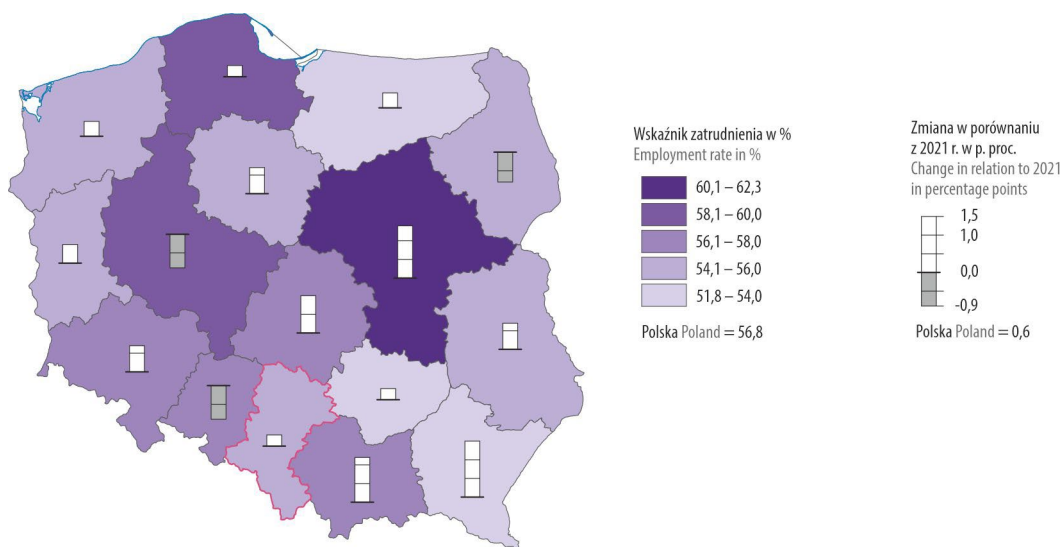 Wskaźnik zatrudnienia w %
Employment rate in %
60,1 – 62,3
58,1 – 60,0
56,1 – 58,0
54,1 – 56,0
51,8 – 54,0
Polska Poland = 56,8
Zmiana w porównaniu
z 2021 r. w p. proc.
Change in relation to 2021
in percentage points
1,5
1,0
0,0
-0,9
Polska Poland = 0,6